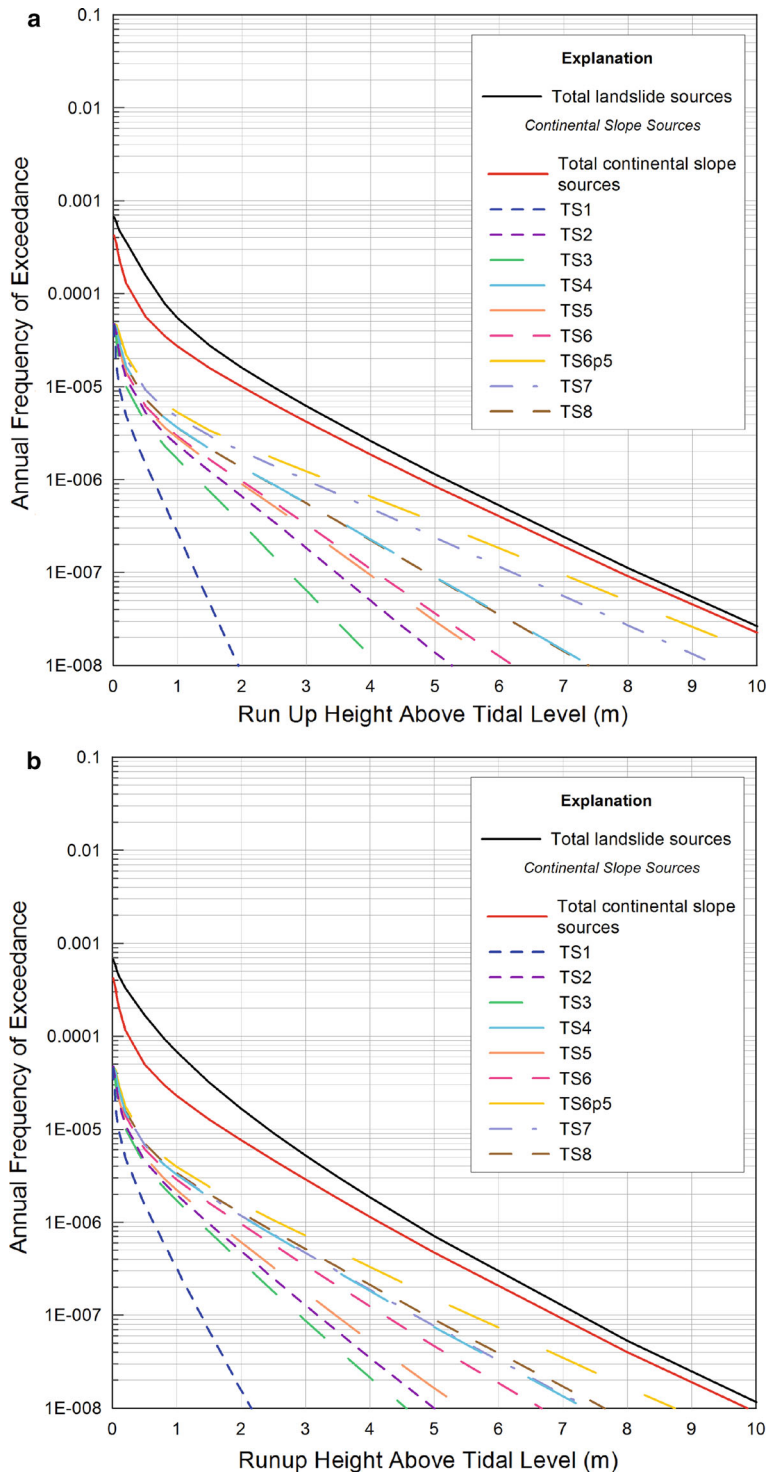 a
0.1
0.01
0.001
0.0001
1E-005
1E-006
1E-007
1E-008
Annual Frequency of Exceedance
0 1 2 3 4 5 6 7 8 9 10
Run Up Height Above Tidal Level (m)
Explanation
Total landslide sources
Continental Slope Sources
Total continental slope
sources
TS1
TS2
TS3
TS4
TS5
TS6
TS6p5
TS7
TS8
b
0.1
0.01
0.001
0.0001
1E-005
1E-006
1E-007
1E-008
Annual Frequency of Exceedance
0 1 2 3 4 5 6 7 8 9 10
Runup Height Above Tidal Level (m)
Explanation
Total landslide sources
Continental Slope Sources
Total continental slope
sources
TS1
TS2
TS3
TS4
TS5
TS6
TS6p5
TS7
TS8